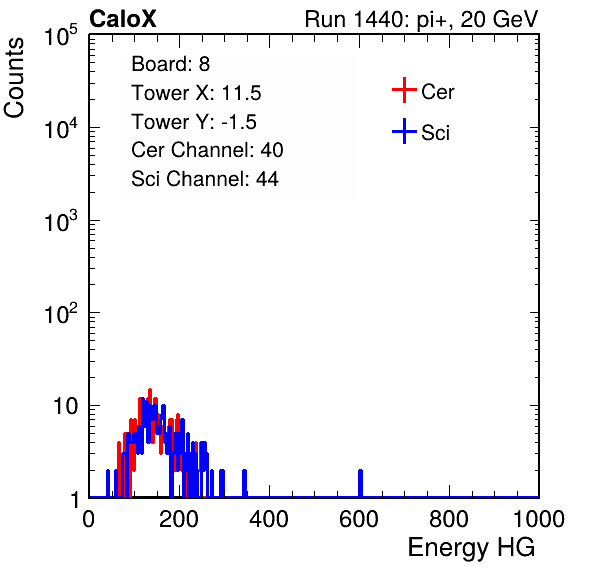 CaloX Run 1440: pi+, 20 GeV
Counts
Board: 8
Tower X: 11.5
Tower Y: -1.5
Cer Channel: 40
Sci Channel: 44
Cer
Sci
10^5
10^4
10^3
10^2
10
1
0 200 400 600 800 1000
Energy HG